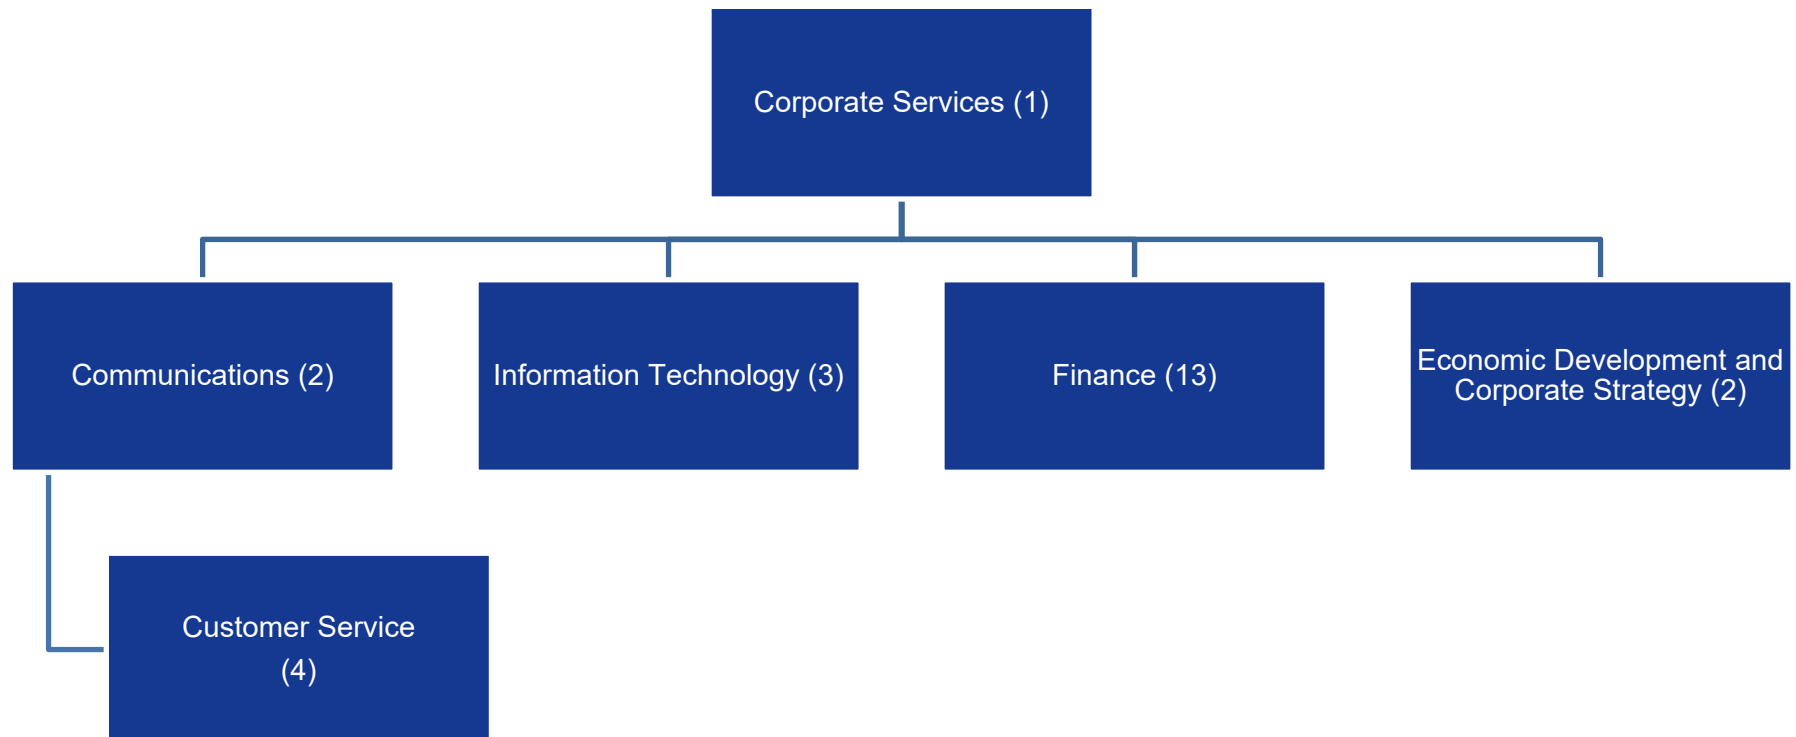 Corporate Services (1)
Communications (2)
Information Technology (3)
Finance (13)
Economic Development and
Corporate Strategy (2)
Customer Service
(4)